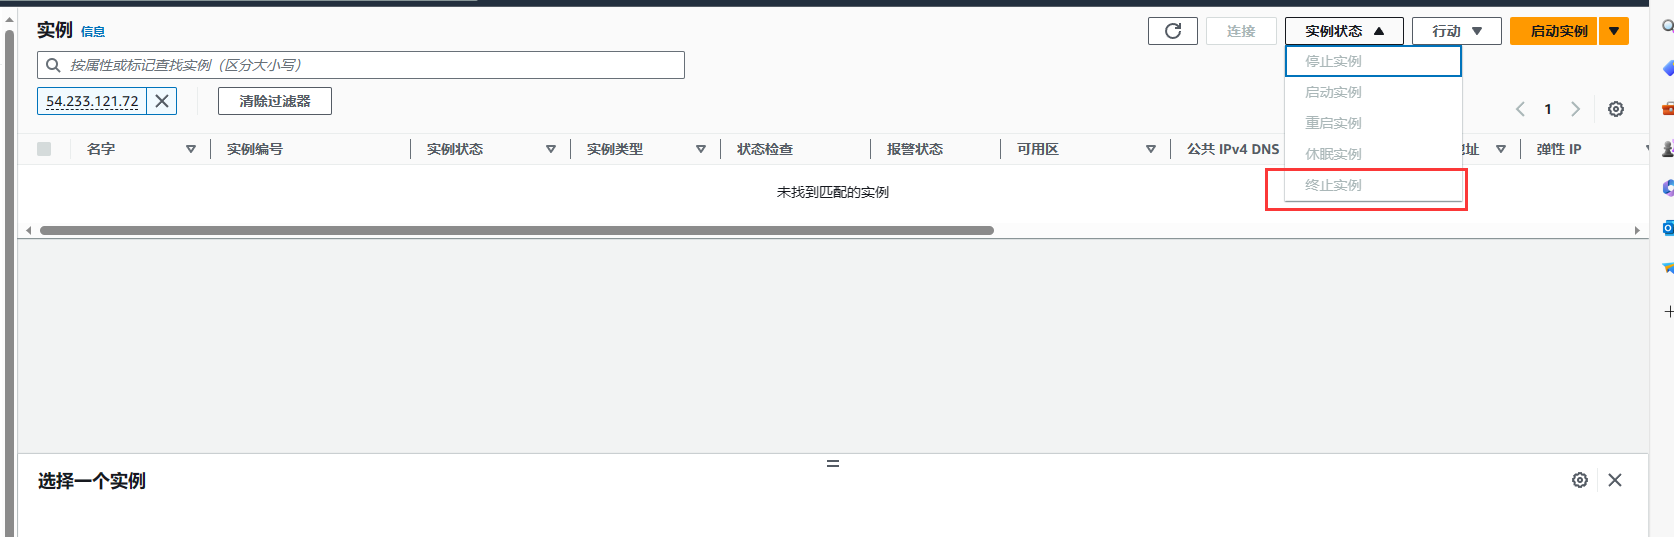 实例 信息 连接 实例状态 行动 启动实例
按属性或标记查找实例（区分大小写）
停止实例
54.233.121.72 清除过滤器
启动实例
1
重启实例
名字 实例编号 实例状态 实例类型 状态检查 报警状态 可用区 公共 IPv4 DNS 弹性 IP
休眠实例
终止实例
未找到匹配的实例
选择一个实例